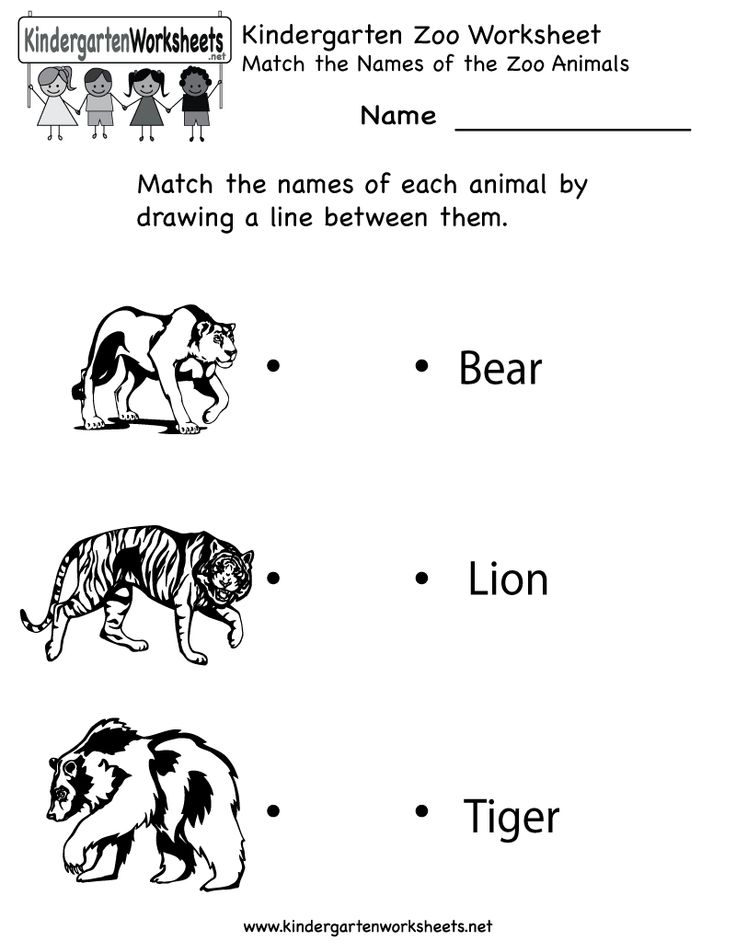 KindergartenWorksheets
.net
Kindergarten Zoo Worksheet
Match the Names of the Zoo Animals
Name
Match the names of each animal by
drawing a line between them.
Bear
Lion
Tiger
www.kindergartenworksheets.net